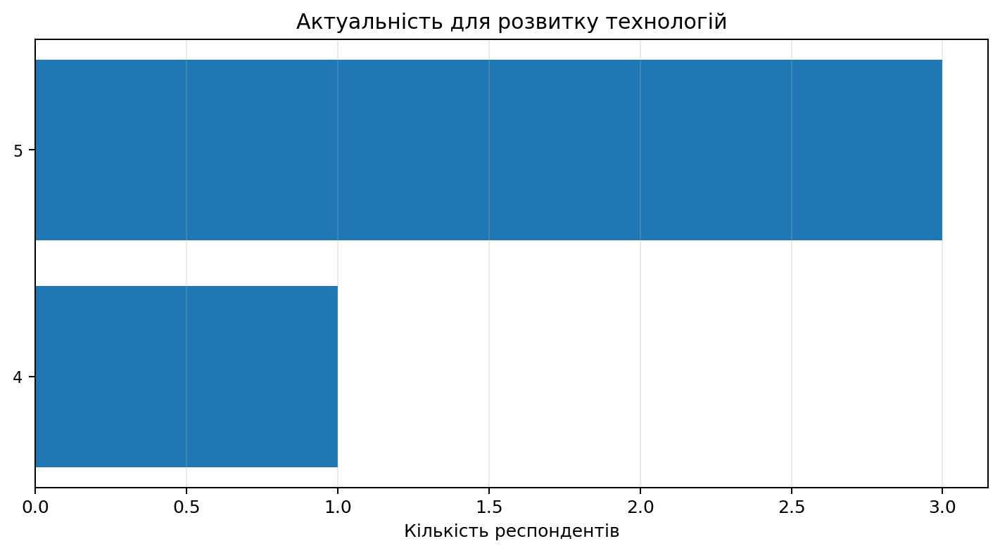 Актуальність для розвитку технологій
5
4
0.0 0.5 1.0 1.5 2.0 2.5 3.0
Кількість респондентів